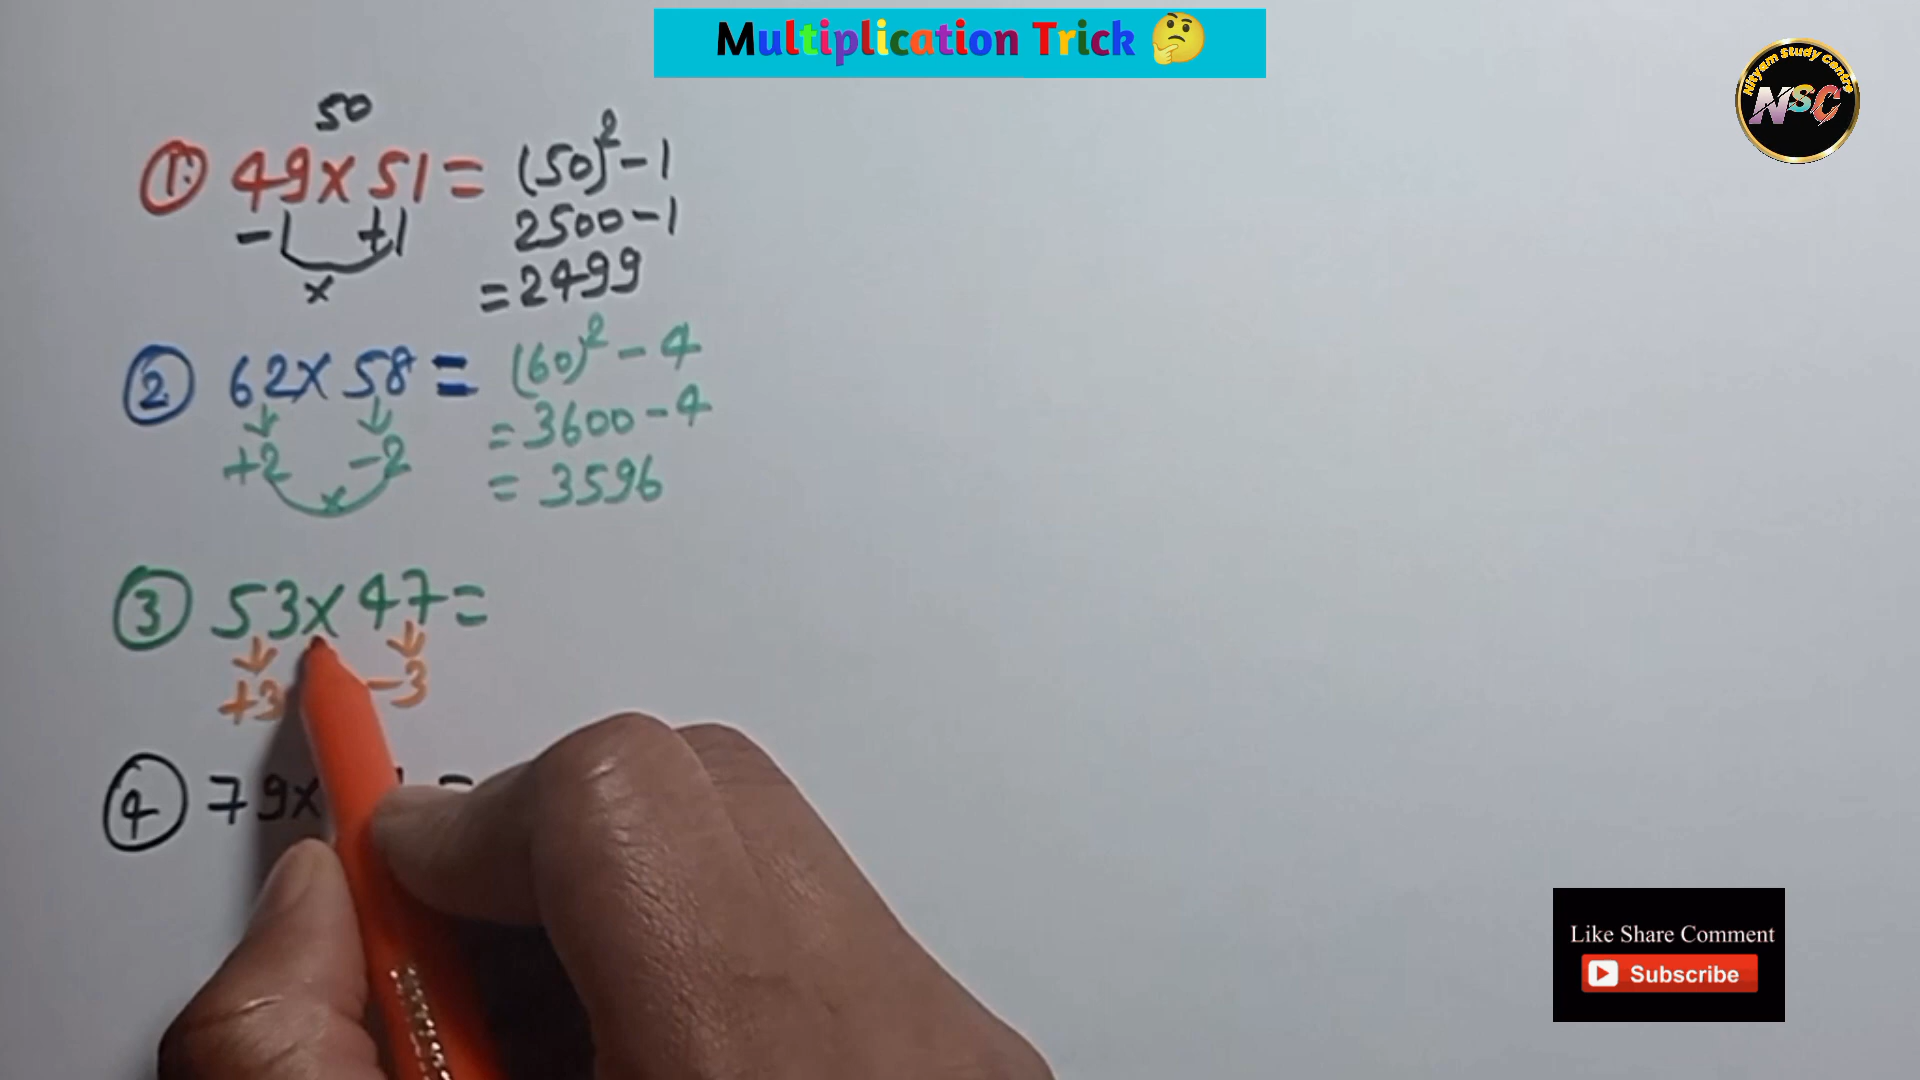 Multiplication Trick 🤔
Nityam Study Centre
NSC
50
① 49×51= (50)²-1
-1 +1 2500-1
× =2499
② 62×58= (60)²-4
↓ ↓ =3600-4
+2 -2 =3596
×
③ 53×47=
↓ ↓
+3 -3
④ 79× =
Like Share Comment
Subscribe